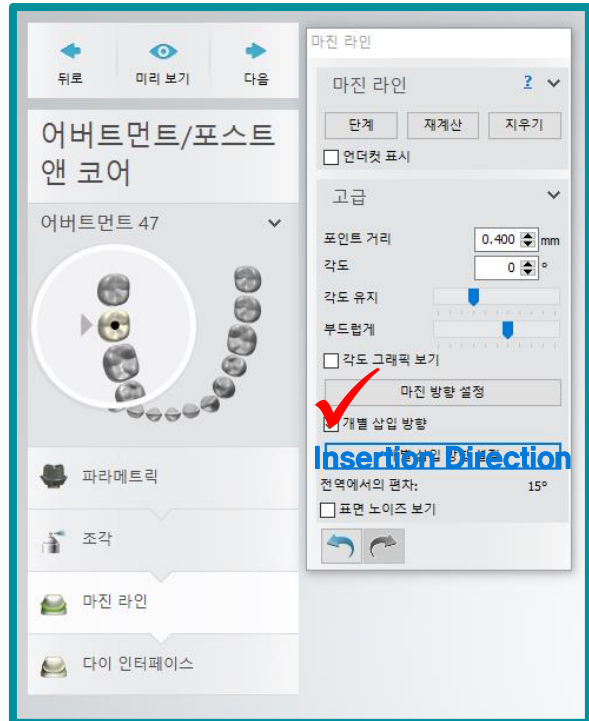 뒤로
미리 보기
다음
어버트먼트/포스트
앤 코어
어버트먼트 47
파라메트릭
조각
마진 라인
다이 인터페이스
마진 라인
마진 라인 ?
단계 재계산 지우기
언더컷 표시
고급
포인트 거리 0.400 mm
각도 0 °
각도 유지
부드럽게
각도 그래픽 보기
마진 방향 설정
개별 삽입 방향
Insertion Direction
전역에서의 편차: 15°
표면 노이즈 보기